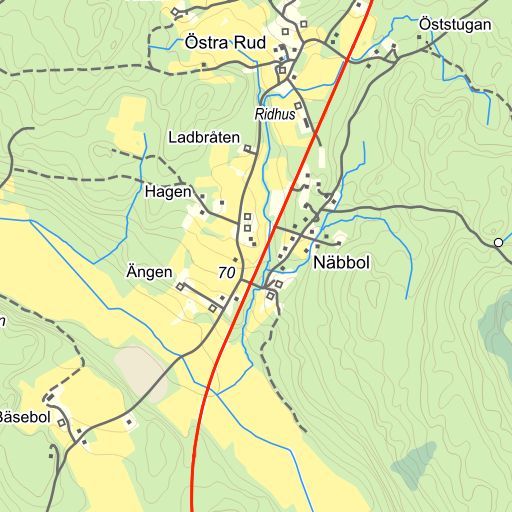 Öststugan
Östra Rud
Ridhus
Ladbråten
Hagen
Näbbol
Ängen
70
n
Bäsebol